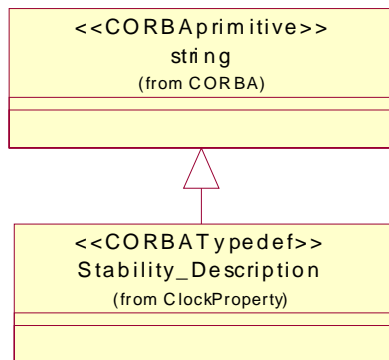 <<CORBAprimitive>>
string
(from CORBA)
<<CORBATypedef>>
Stability_Description
(from ClockProperty)